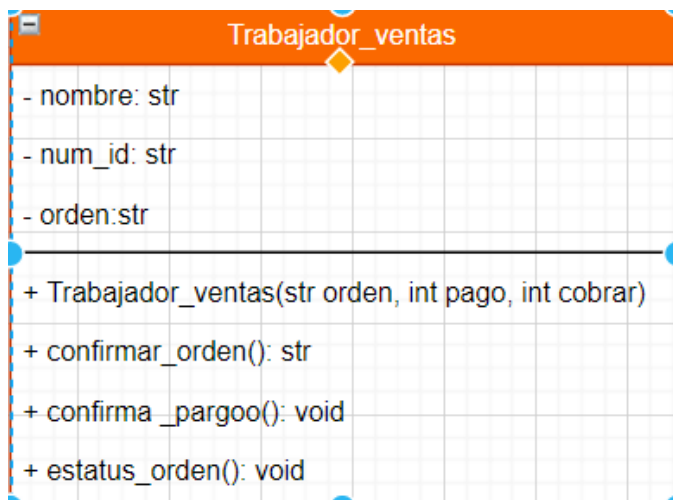 Trabajador_ventas
- nombre: str
- num_id: str
- orden:str
+ Trabajador_ventas(str orden, int pago, int cobrar)
+ confirmar_orden(): str
+ confirma _pargoo(): void
+ estatus_orden(): void